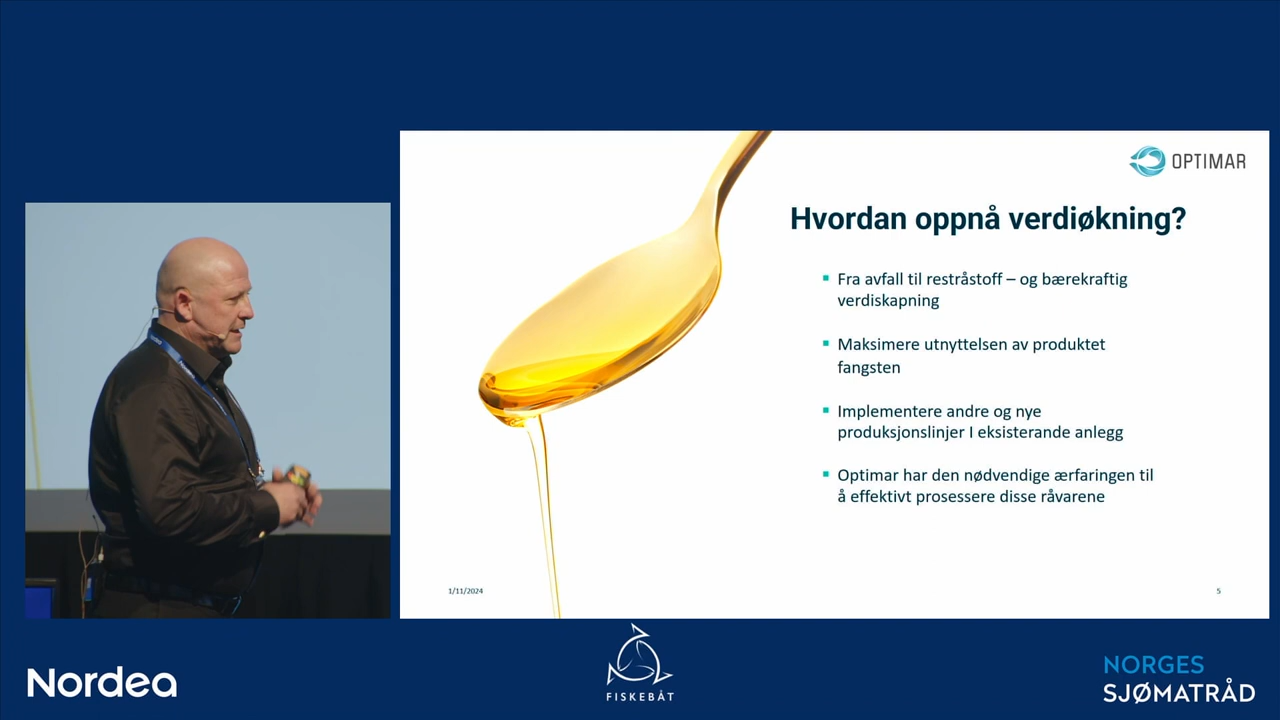 OPTIMAR
Hvordan oppnå verdiøkning?
Fra avfall til restråstoff – og bærekraftig
verdiskapning
Maksimere utnyttelsen av produktet
fangsten
Implementere andre og nye
produksjonslinjer I eksisterande anlegg
Optimar har den nødvendige ærfaringen til
å effektivt prosessere disse råvarene
1/11/2024
5
Nordea
FISKEBÅT
NORGES
SJØMATRÅD